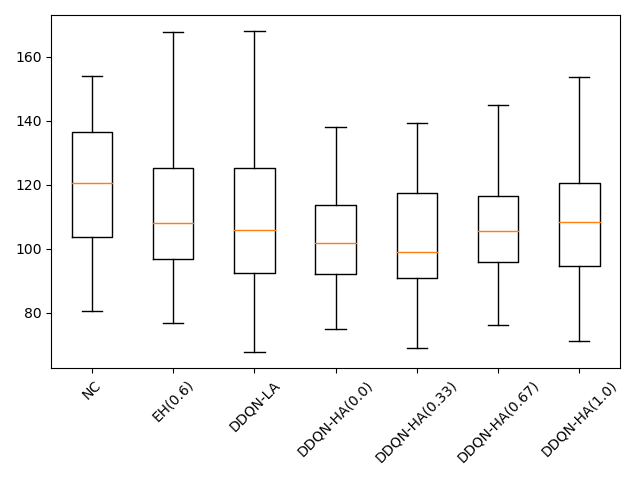 160
140
120
100
80
NC
EH(0.6)
DDQN-LA
DDQN-HA(0.0)
DDQN-HA(0.33)
DDQN-HA(0.67)
DDQN-HA(1.0)